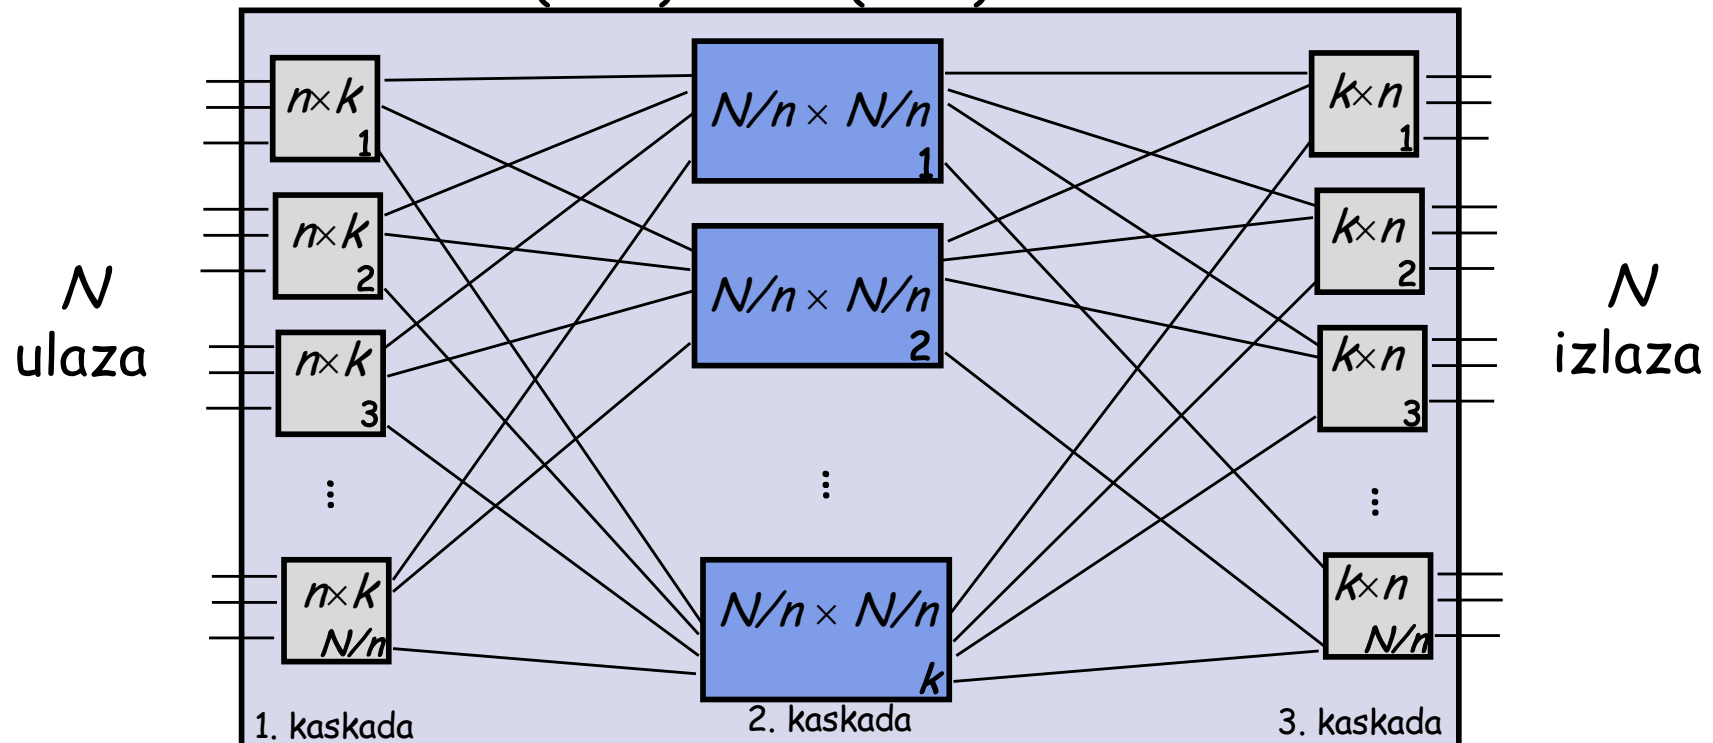 n×k
1
n×k
2
n×k
3
⋮
n×k
N/n
N/n × N/n
1
N/n × N/n
2
⋮
N/n × N/n
k
k×n
1
k×n
2
k×n
3
⋮
k×n
N/n
N
ulaza
N
izlaza
1. kaskada
2. kaskada
3. kaskada